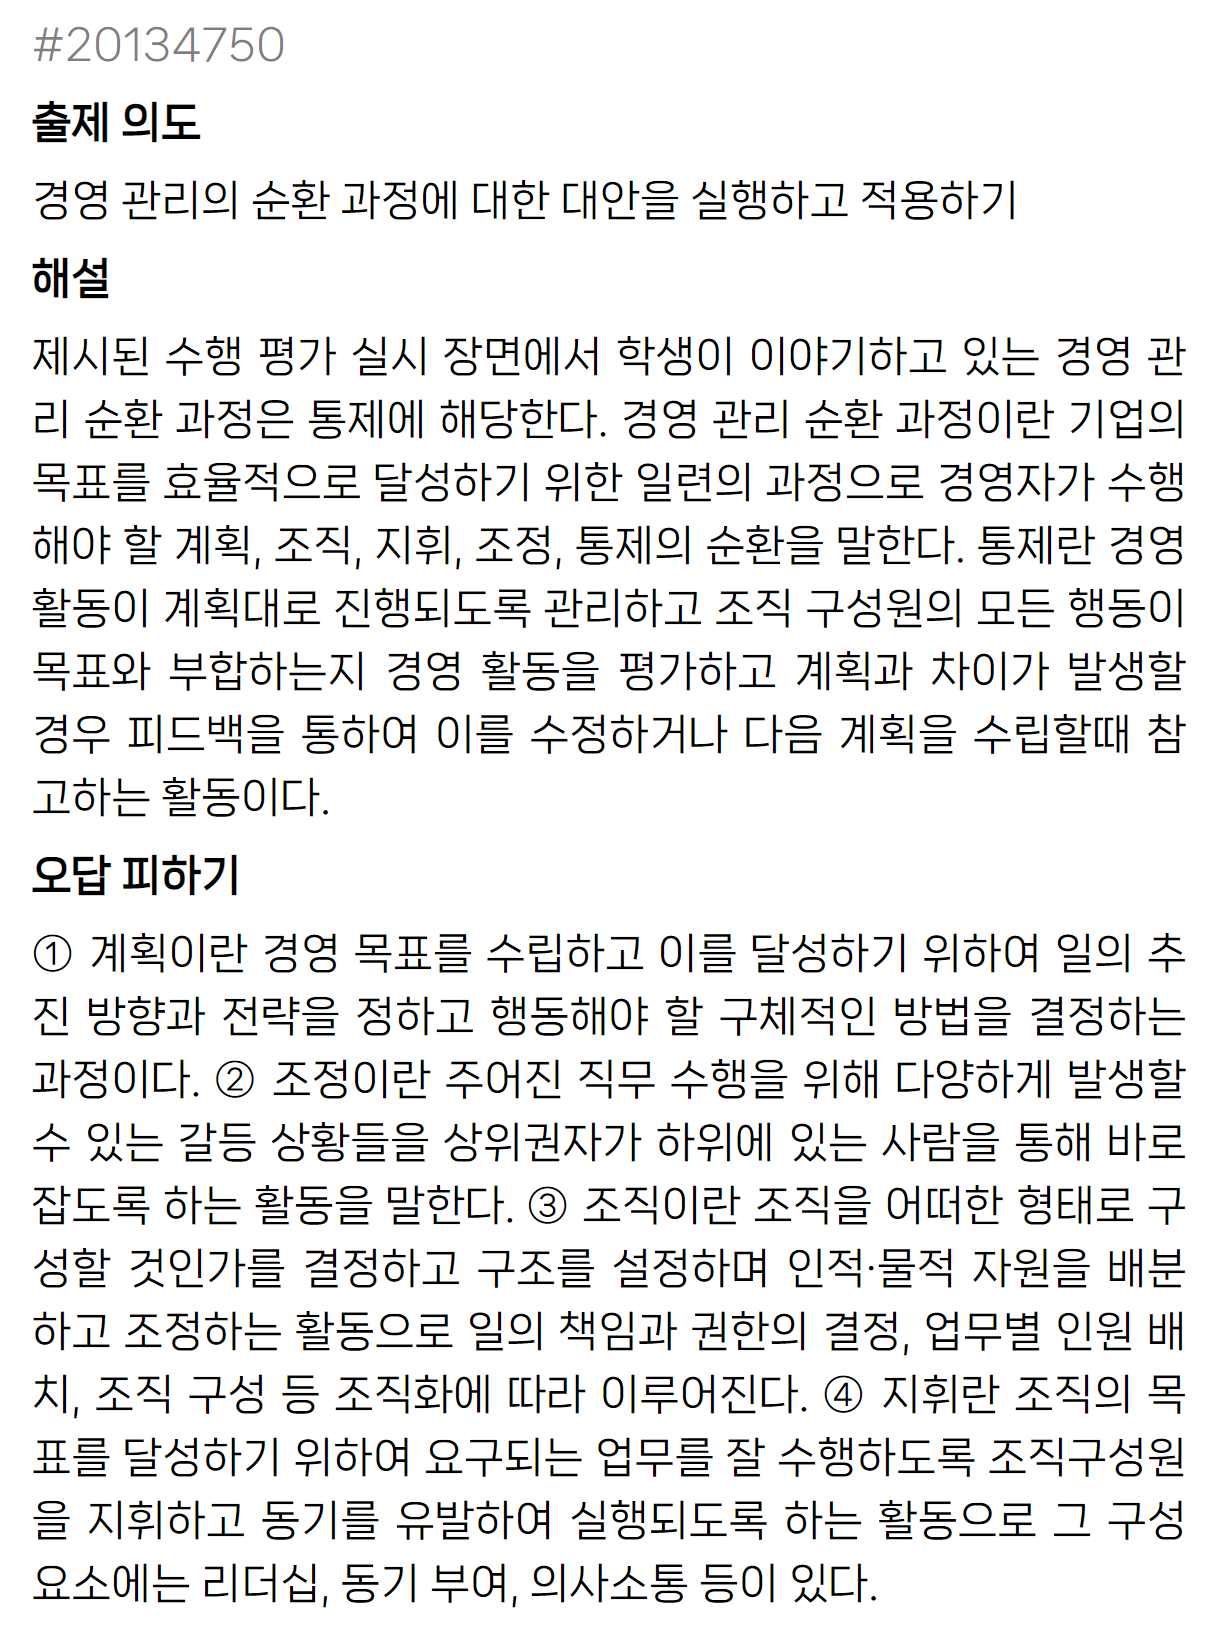 #20134750
출제 의도
경영 관리의 순환 과정에 대한 대안을 실행하고 적용하기
해설
제시된 수행 평가 실시 장면에서 학생이 이야기하고 있는 경영 관
리 순환 과정은 통제에 해당한다. 경영 관리 순환 과정이란 기업의
목표를 효율적으로 달성하기 위한 일련의 과정으로 경영자가 수행
해야 할 계획, 조직, 지휘, 조정, 통제의 순환을 말한다. 통제란 경영
활동이 계획대로 진행되도록 관리하고 조직 구성원의 모든 행동이
목표와 부합하는지 경영 활동을 평가하고 계획과 차이가 발생할
경우 피드백을 통하여 이를 수정하거나 다음 계획을 수립할때 참
고하는 활동이다.
오답 피하기
① 계획이란 경영 목표를 수립하고 이를 달성하기 위하여 일의 추
진 방향과 전략을 정하고 행동해야 할 구체적인 방법을 결정하는
과정이다. ② 조정이란 주어진 직무 수행을 위해 다양하게 발생할
수 있는 갈등 상황들을 상위권자가 하위에 있는 사람을 통해 바로
잡도록 하는 활동을 말한다. ③ 조직이란 조직을 어떠한 형태로 구
성할 것인가를 결정하고 구조를 설정하며 인적·물적 자원을 배분
하고 조정하는 활동으로 일의 책임과 권한의 결정, 업무별 인원 배
치, 조직 구성 등 조직화에 따라 이루어진다. ④ 지휘란 조직의 목
표를 달성하기 위하여 요구되는 업무를 잘 수행하도록 조직구성원
을 지휘하고 동기를 유발하여 실행되도록 하는 활동으로 그 구성
요소에는 리더십, 동기 부여, 의사소통 등이 있다.